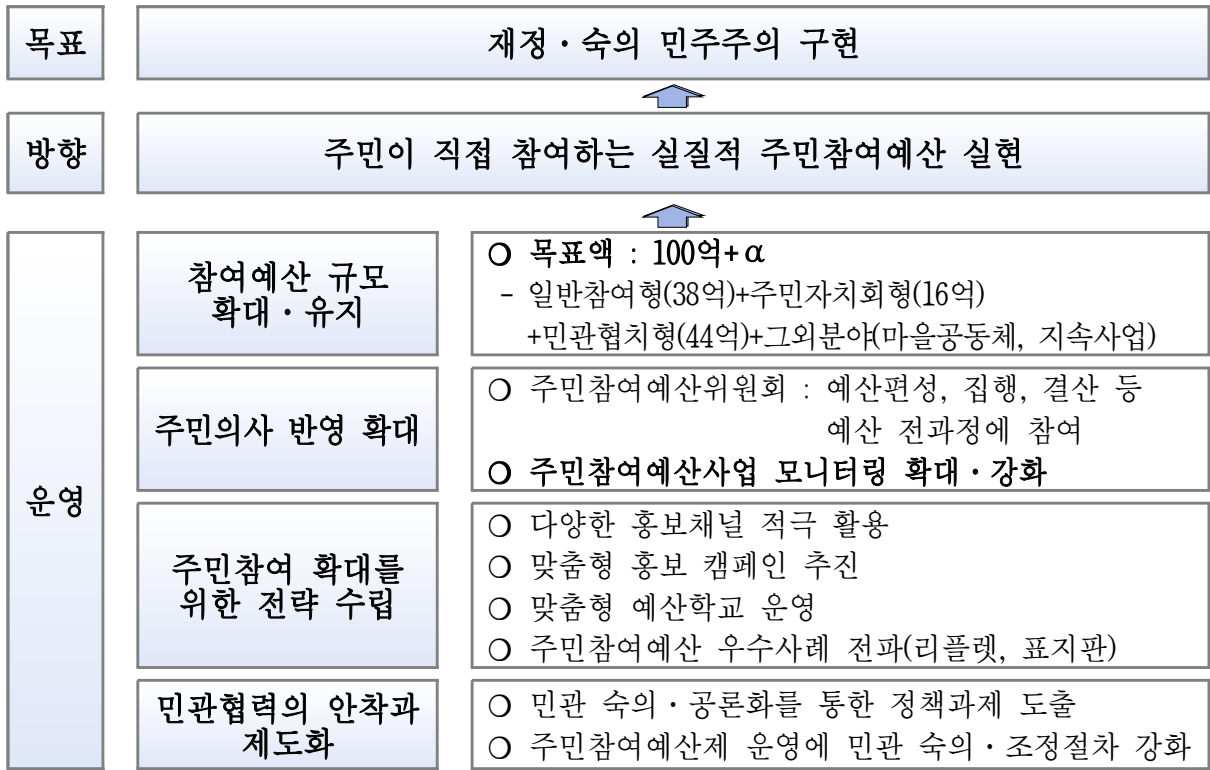 목표
재정·숙의 민주주의 구현
방향
주민이 직접 참여하는 실질적 주민참여예산 실현
운영
참여예산 규모
확대·유지
❍ 목표액 : 100억+α
- 일반참여형(38억)+주민자치회형(16억)
+민관협치형(44억)+그외분야(마을공동체, 지속사업)
주민의사 반영 확대
❍ 주민참여예산위원회 : 예산편성, 집행, 결산 등
예산 전과정에 참여
❍ 주민참여예산사업 모니터링 확대·강화
주민참여 확대를
위한 전략 수립
❍ 다양한 홍보채널 적극 활용
❍ 맞춤형 홍보 캠페인 추진
❍ 맞춤형 예산학교 운영
❍ 주민참여예산 우수사례 전파(리플렛, 표지판)
민관협력의 안착과
제도화
❍ 민관 숙의·공론화를 통한 정책과제 도출
❍ 주민참여예산제 운영에 민관 숙의·조정절차 강화